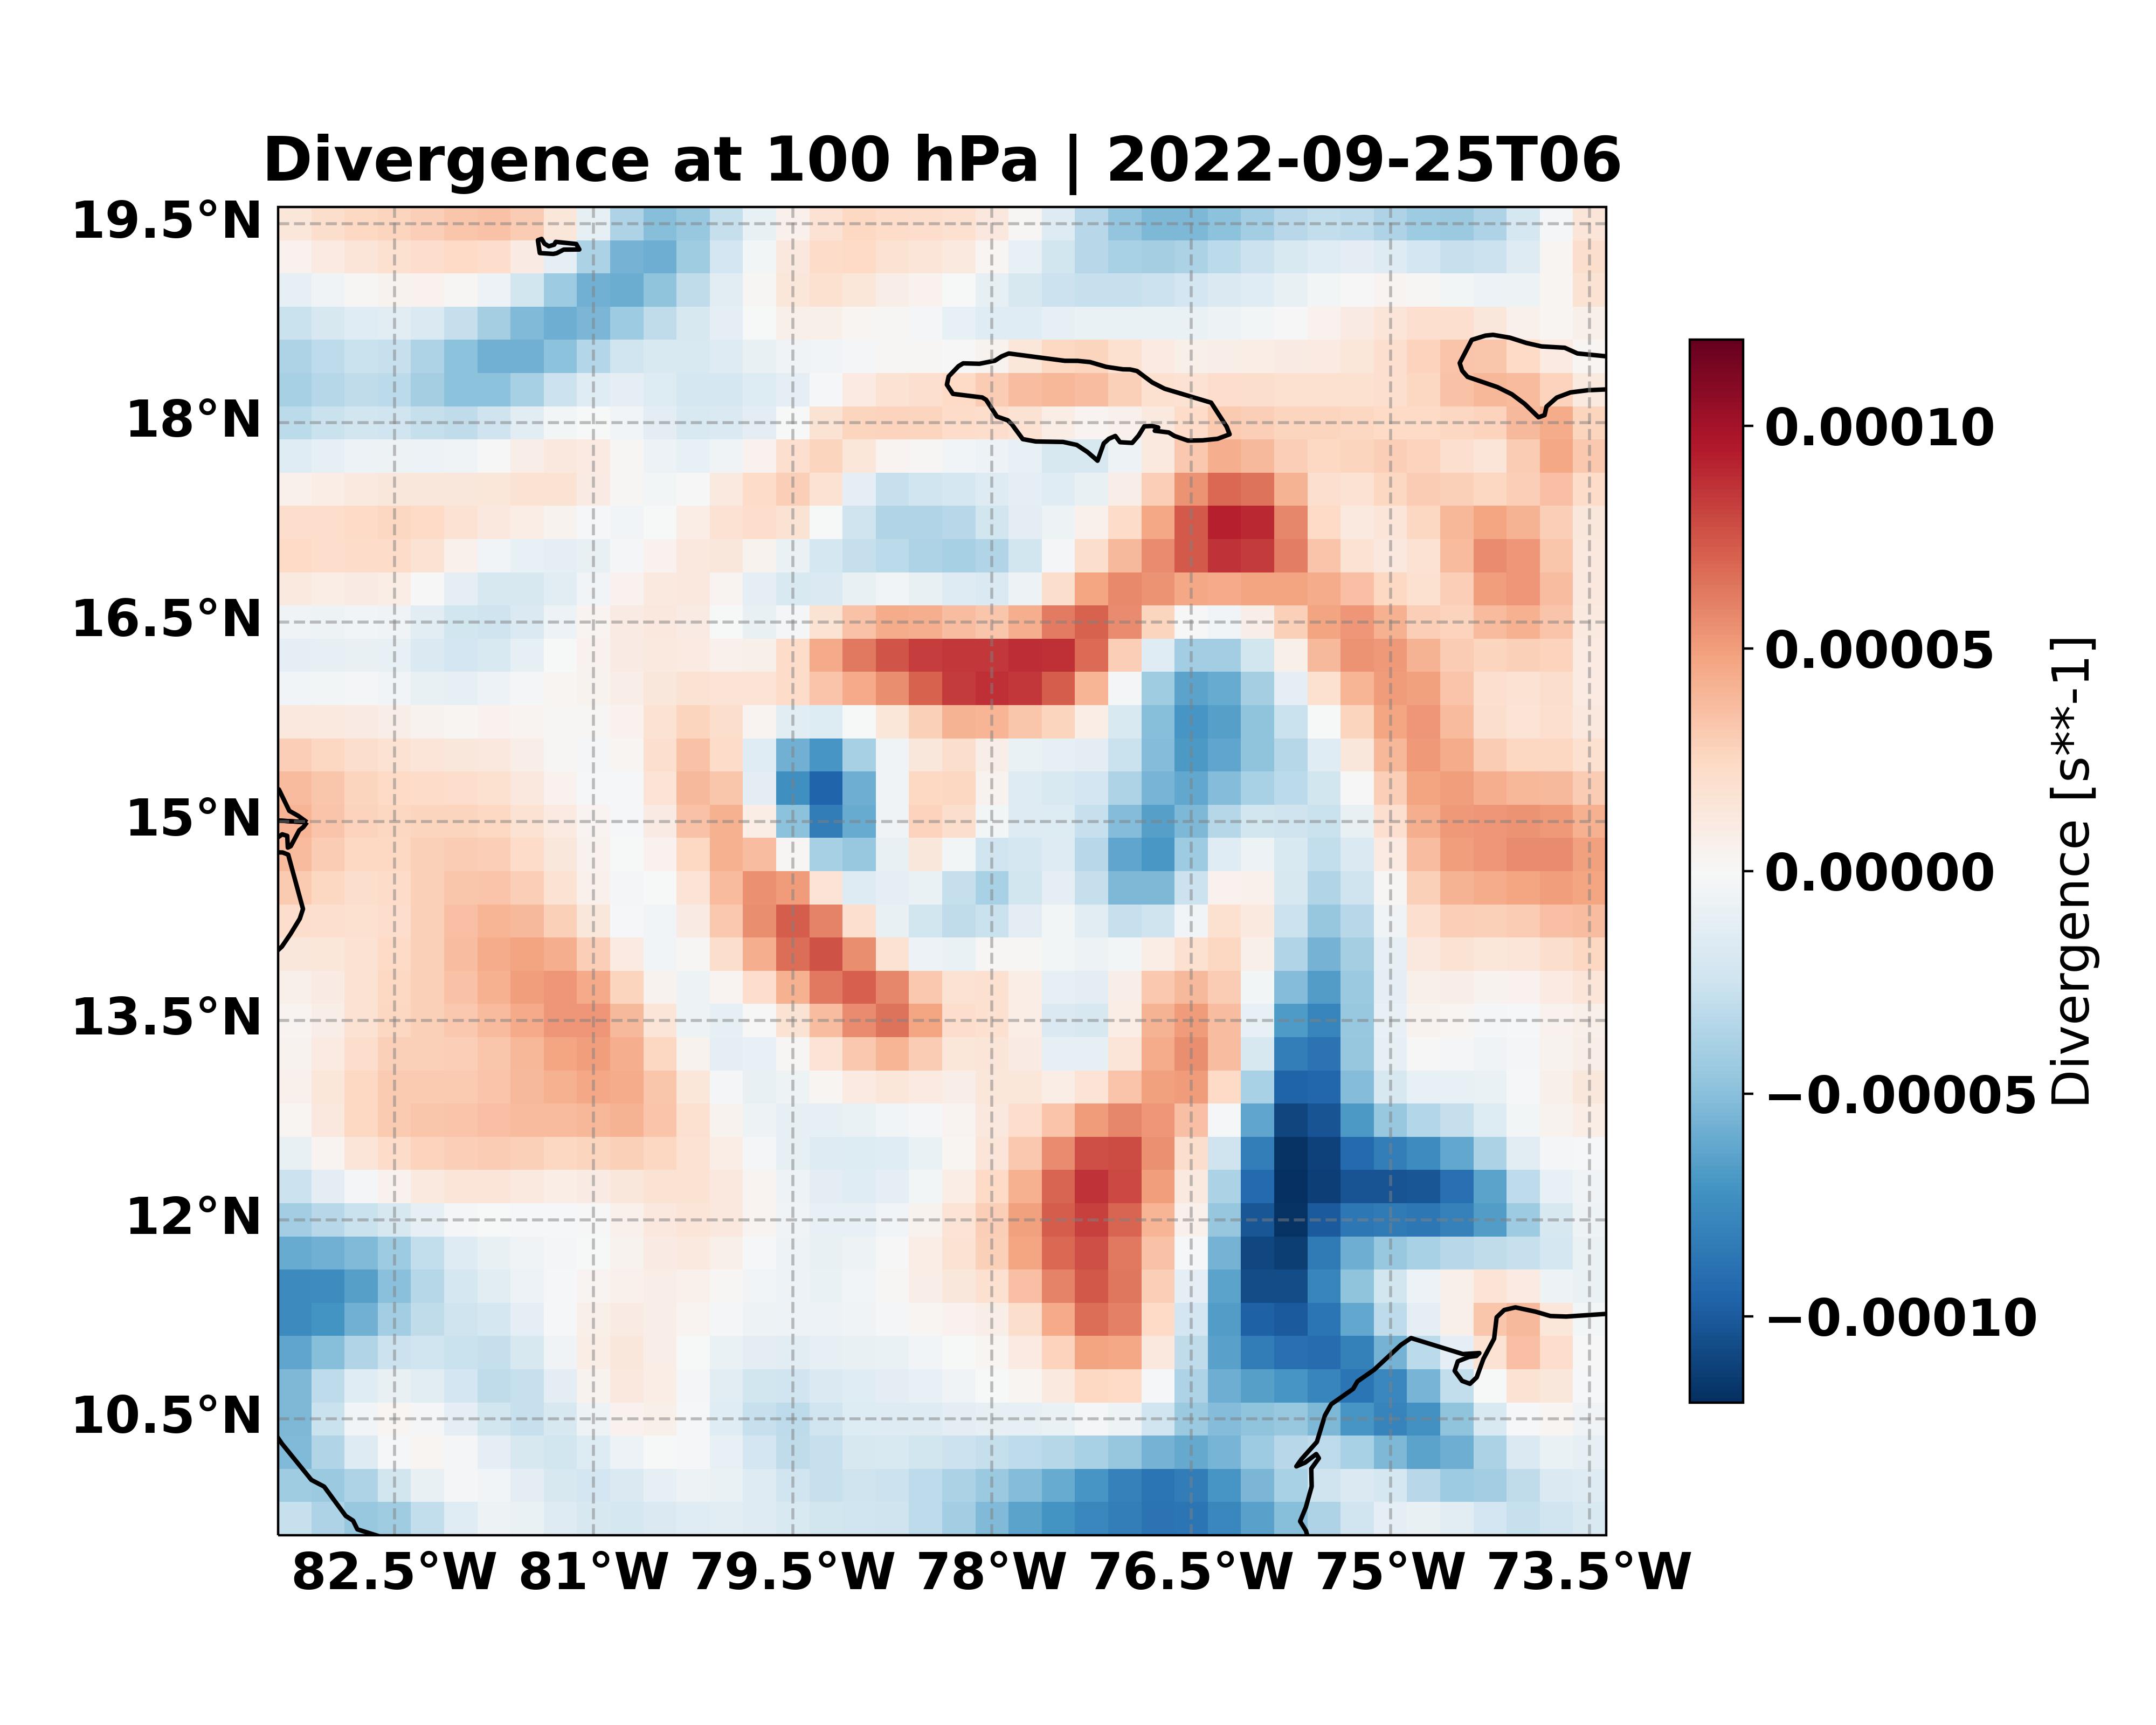 Divergence at 100 hPa | 2022-09-25T06
19.5°N
18°N
16.5°N
15°N
13.5°N
12°N
10.5°N
82.5°W 81°W 79.5°W 78°W 76.5°W 75°W 73.5°W
0.00010
0.00005
0.00000
−0.00005
−0.00010
Divergence [s**-1]